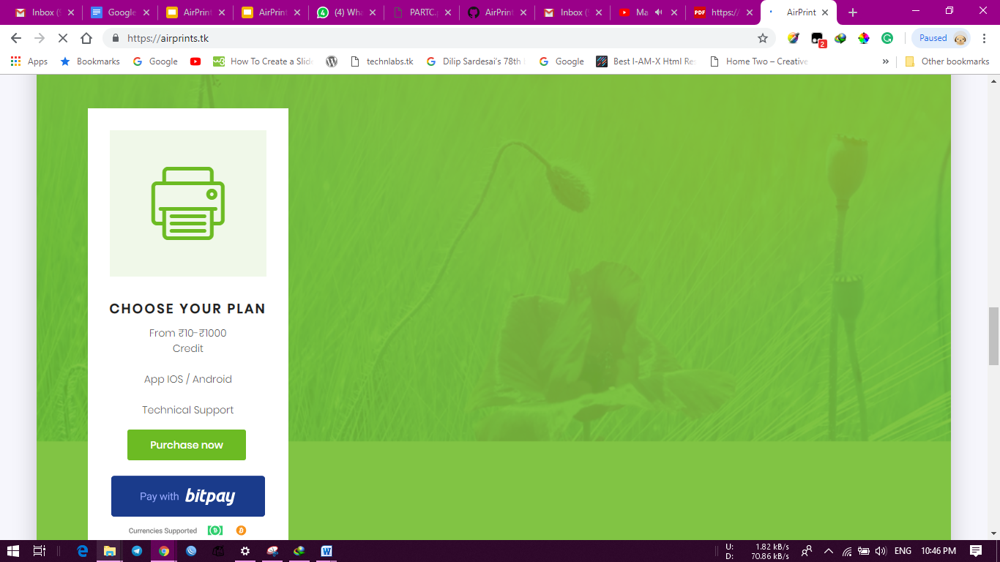 Inbox (
Google
AirPrint
AirPrint
(4) Wha
PARTC.
AirPrint
Inbox (
Ma
PDF https:/
AirPrint
https://airprints.tk
2
Paused
Apps
Bookmarks
Google
How To Create a Slid
technlabs.tk
Dilip Sardesai's 78th
Google
Best I-AM-X Html Re
Home Two – Creative
»
Other bookmarks
CHOOSE YOUR PLAN
From ₹10-₹1000
Credit
App IOS / Android
Technical Support
Purchase now
Pay with bitpay
Currencies Supported
U: 1.82 kB/s
D: 70.86 kB/s
ENG
10:46 PM